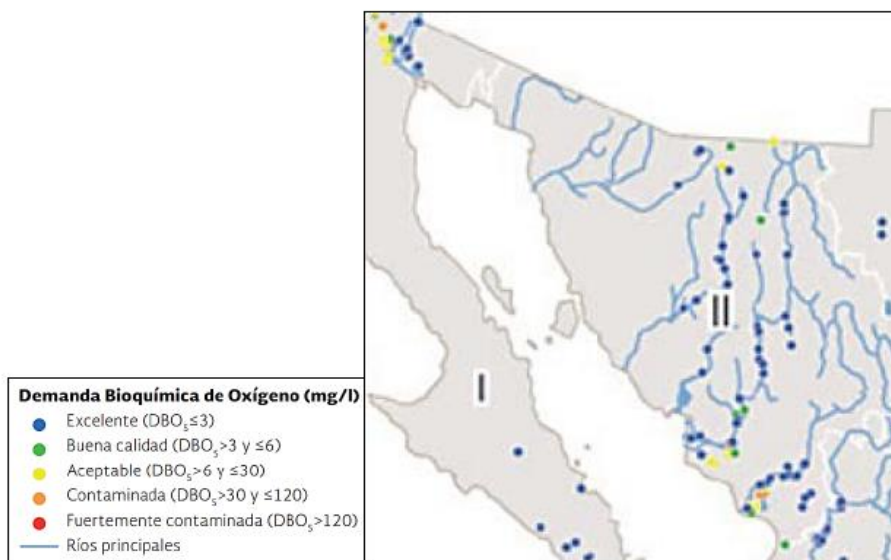 Demanda Bioquímica de Oxígeno (mg/l)
Excelente (DBO₅≤3)
Buena calidad (DBO₅>3 y ≤6)
Aceptable (DBO₅>6 y ≤30)
Contaminada (DBO₅>30 y ≤120)
Fuertemente contaminada (DBO₅>120)
Ríos principales
I
II